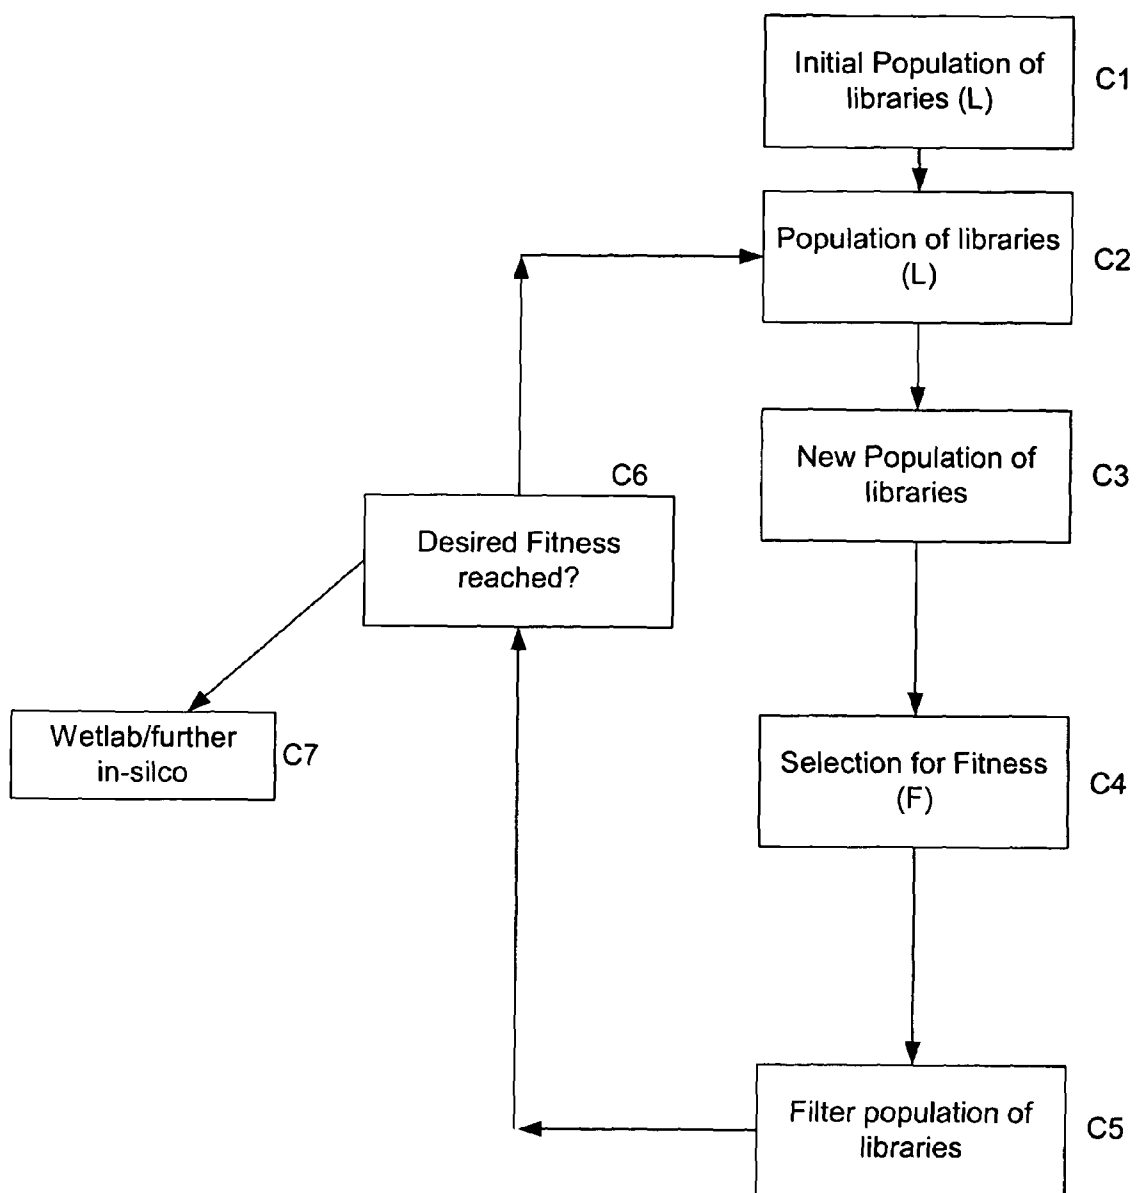 Initial Population of
libraries (L)
C1
Population of libraries
(L)
C2
New Population of
libraries
C3
C6
Desired Fitness
reached?
Wetlab/further
in-silco
C7
Selection for Fitness
(F)
C4
Filter population of
libraries
C5